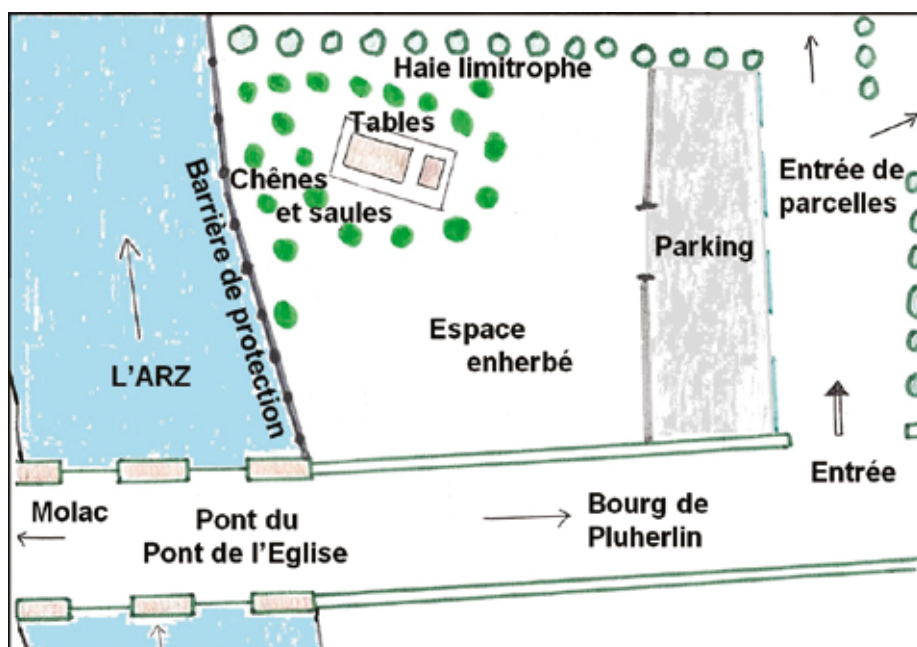 Haie limitrophe
Tables
Chênes
et saules
Barrière de protection
Entrée de
parcelles
Parking
Espace
enherbé
L'ARZ
Entrée
Molac
Pont du
Pont de l'Eglise
Bourg de
Pluherlin